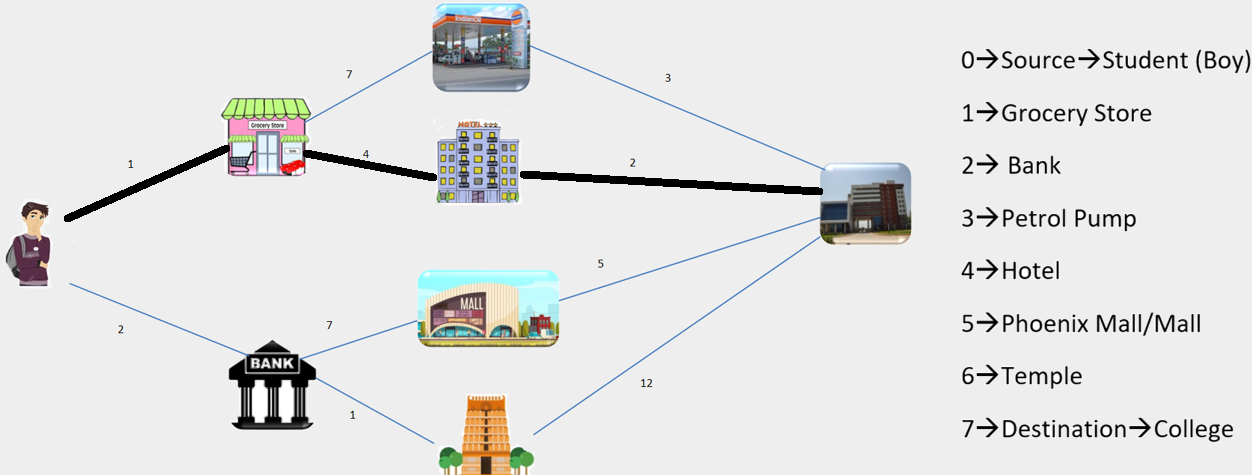 IndianOil
7
3
Grocery Store
HOTEL
1
4
2
5
MALL
2
7
BANK
12
1
0→Source→Student (Boy)
1→Grocery Store
2→ Bank
3→Petrol Pump
4→Hotel
5→Phoenix Mall/Mall
6→Temple
7→Destination→College